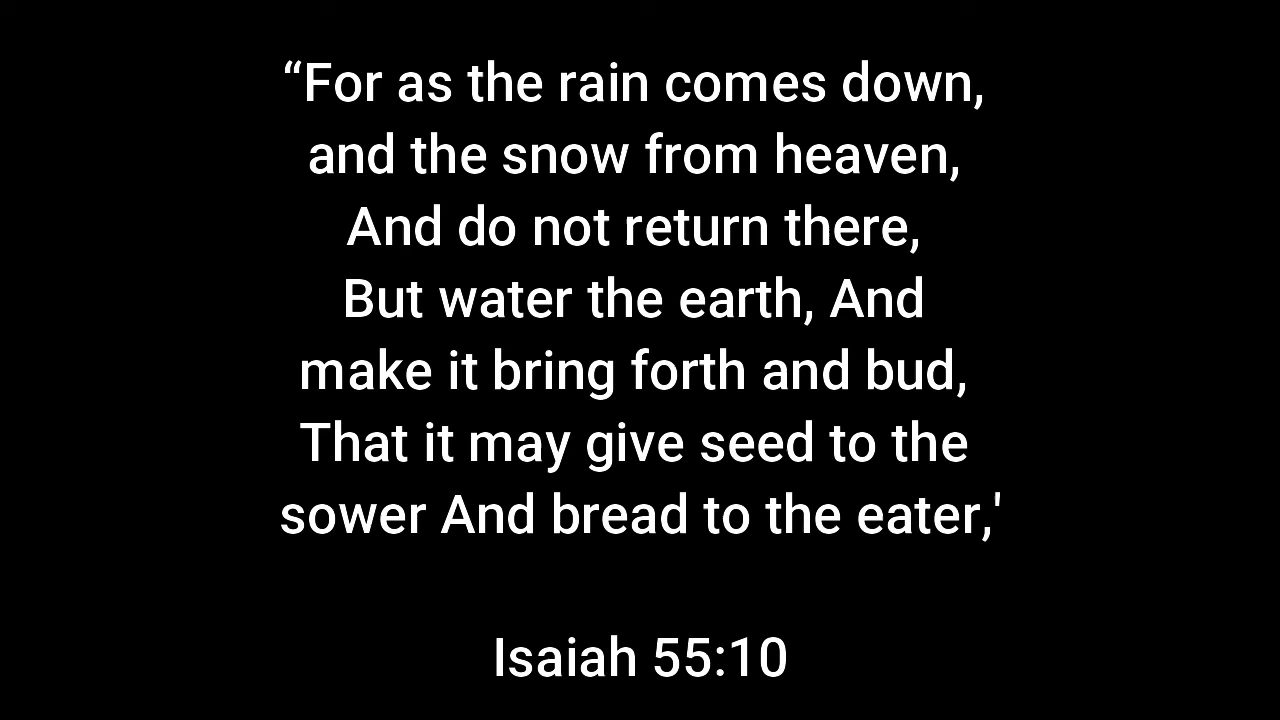 “For as the rain comes down,
and the snow from heaven,
And do not return there,
But water the earth, And
make it bring forth and bud,
That it may give seed to the
sower And bread to the eater,'
Isaiah 55:10